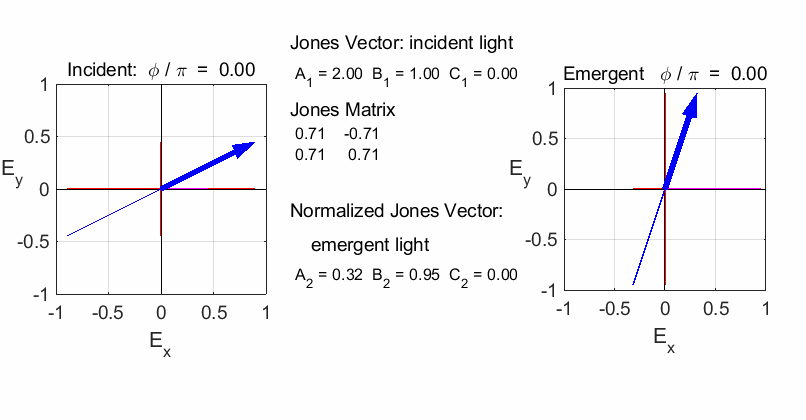 Jones Vector: incident light
Incident: ϕ / π = 0.00
A1 = 2.00 B1 = 1.00 C1 = 0.00
Emergent ϕ / π = 0.00
Jones Matrix
0.71 -0.71
0.71 0.71
Normalized Jones Vector:
emergent light
A2 = 0.32 B2 = 0.95 C2 = 0.00
1
0.5
0
-0.5
-1
Ey
-1 -0.5 0 0.5 1
Ex
1
0.5
0
-0.5
-1
Ey
-1 -0.5 0 0.5 1
Ex